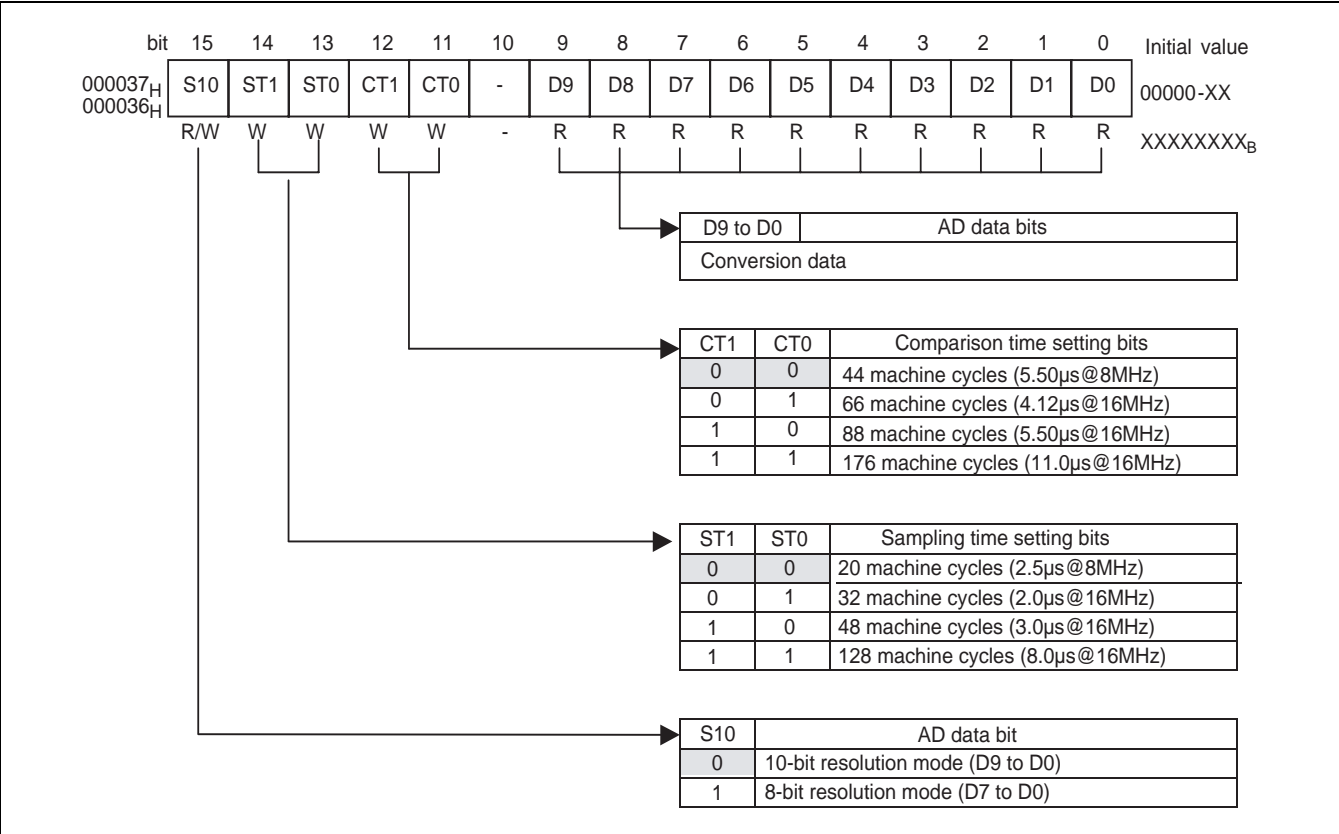 bit 15 14 13 12 11 10 9 8 7 6 5 4 3 2 1 0 Initial value
000037H S10 ST1 ST0 CT1 CT0 - D9 D8 D7 D6 D5 D4 D3 D2 D1 D0 00000-XX
000036H
R/W W W W W - R R R R R R R R R R XXXXXXXXB
D9 to D0 AD data bits
Conversion data
CT1 CT0 Comparison time setting bits
0 0 44 machine cycles (5.50µs@8MHz)
0 1 66 machine cycles (4.12µs@16MHz)
1 0 88 machine cycles (5.50µs@16MHz)
1 1 176 machine cycles (11.0µs@16MHz)
ST1 ST0 Sampling time setting bits
0 0 20 machine cycles (2.5µs@8MHz)
0 1 32 machine cycles (2.0µs@16MHz)
1 0 48 machine cycles (3.0µs@16MHz)
1 1 128 machine cycles (8.0µs@16MHz)
S10 AD data bit
0 10-bit resolution mode (D9 to D0)
1 8-bit resolution mode (D7 to D0)